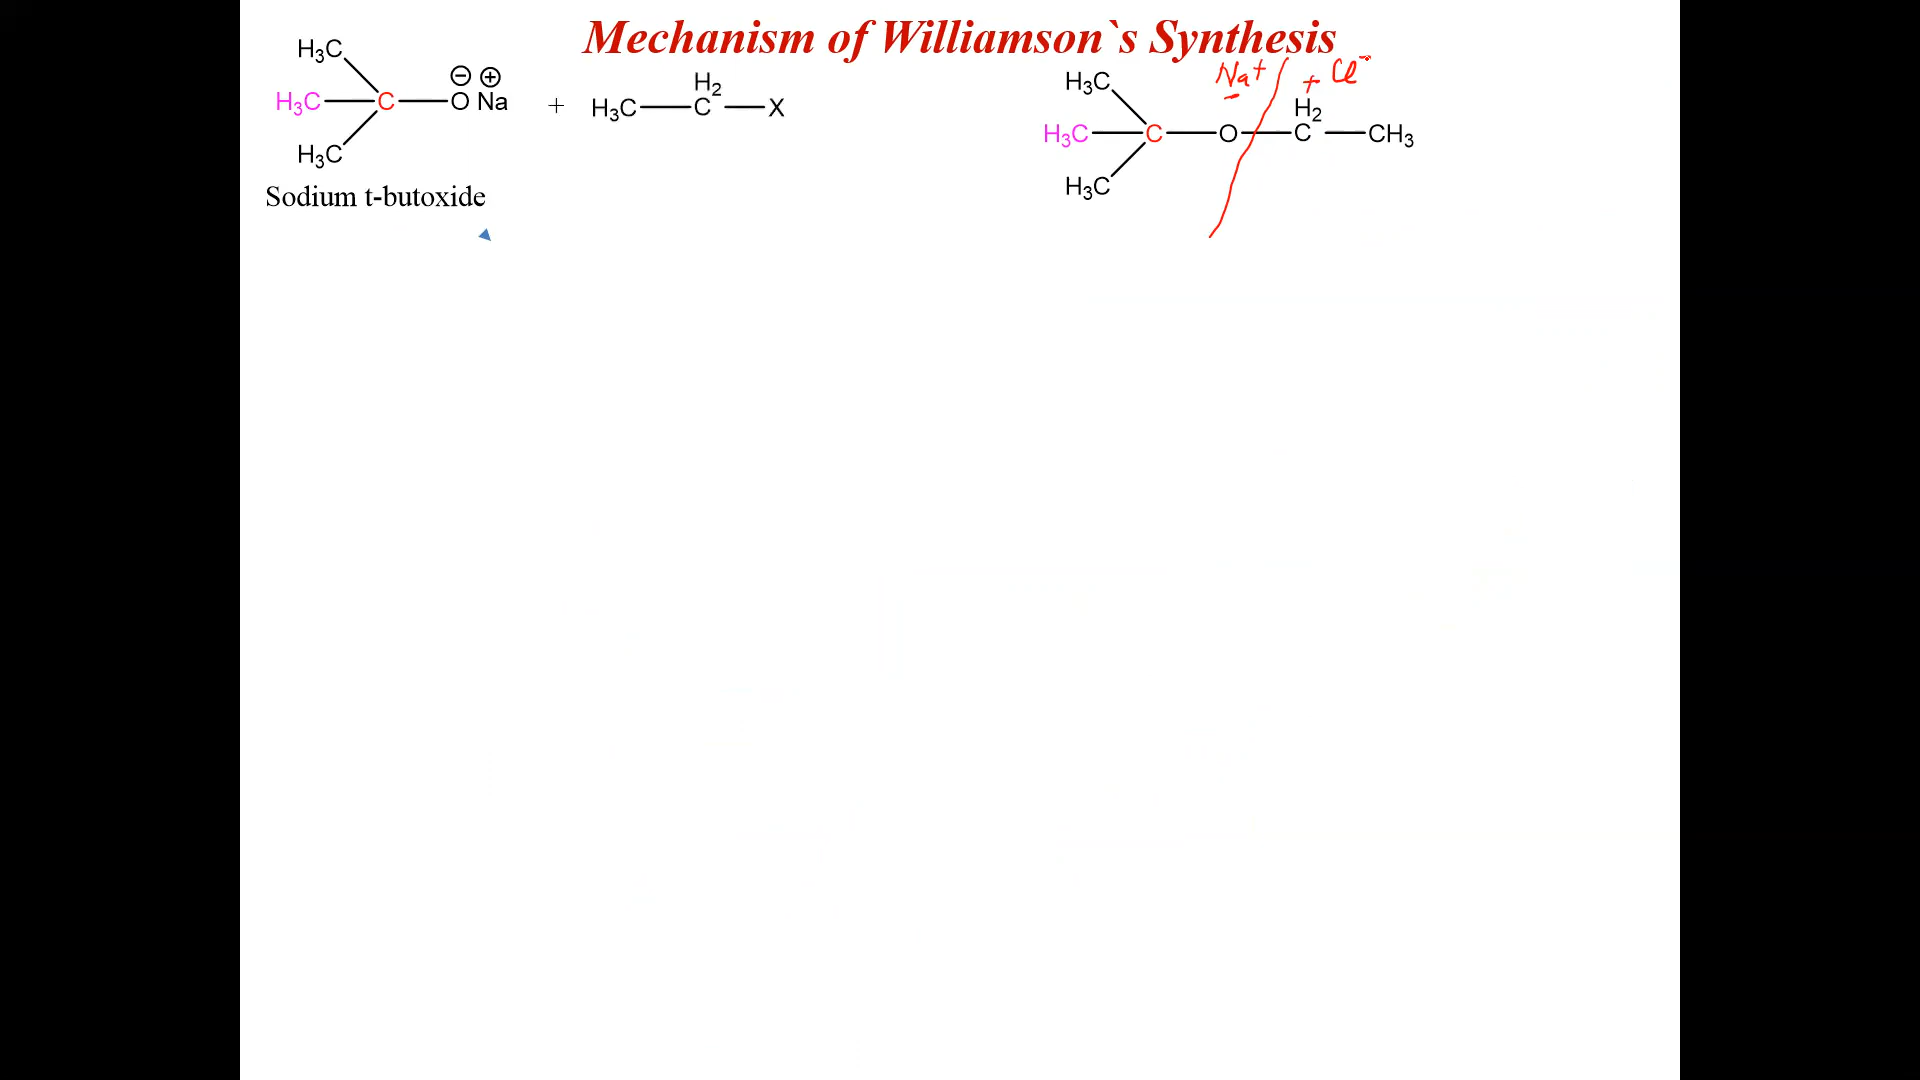 Mechanism of Williamson`s Synthesis
H₃C
H₃C C O Na ⊖ ⊕
H₃C
+
H₃C C H₂ X
Sodium t-butoxide
Na⁺ + Cl⁻
H₃C
H₃C C O C H₂ CH₃
H₃C